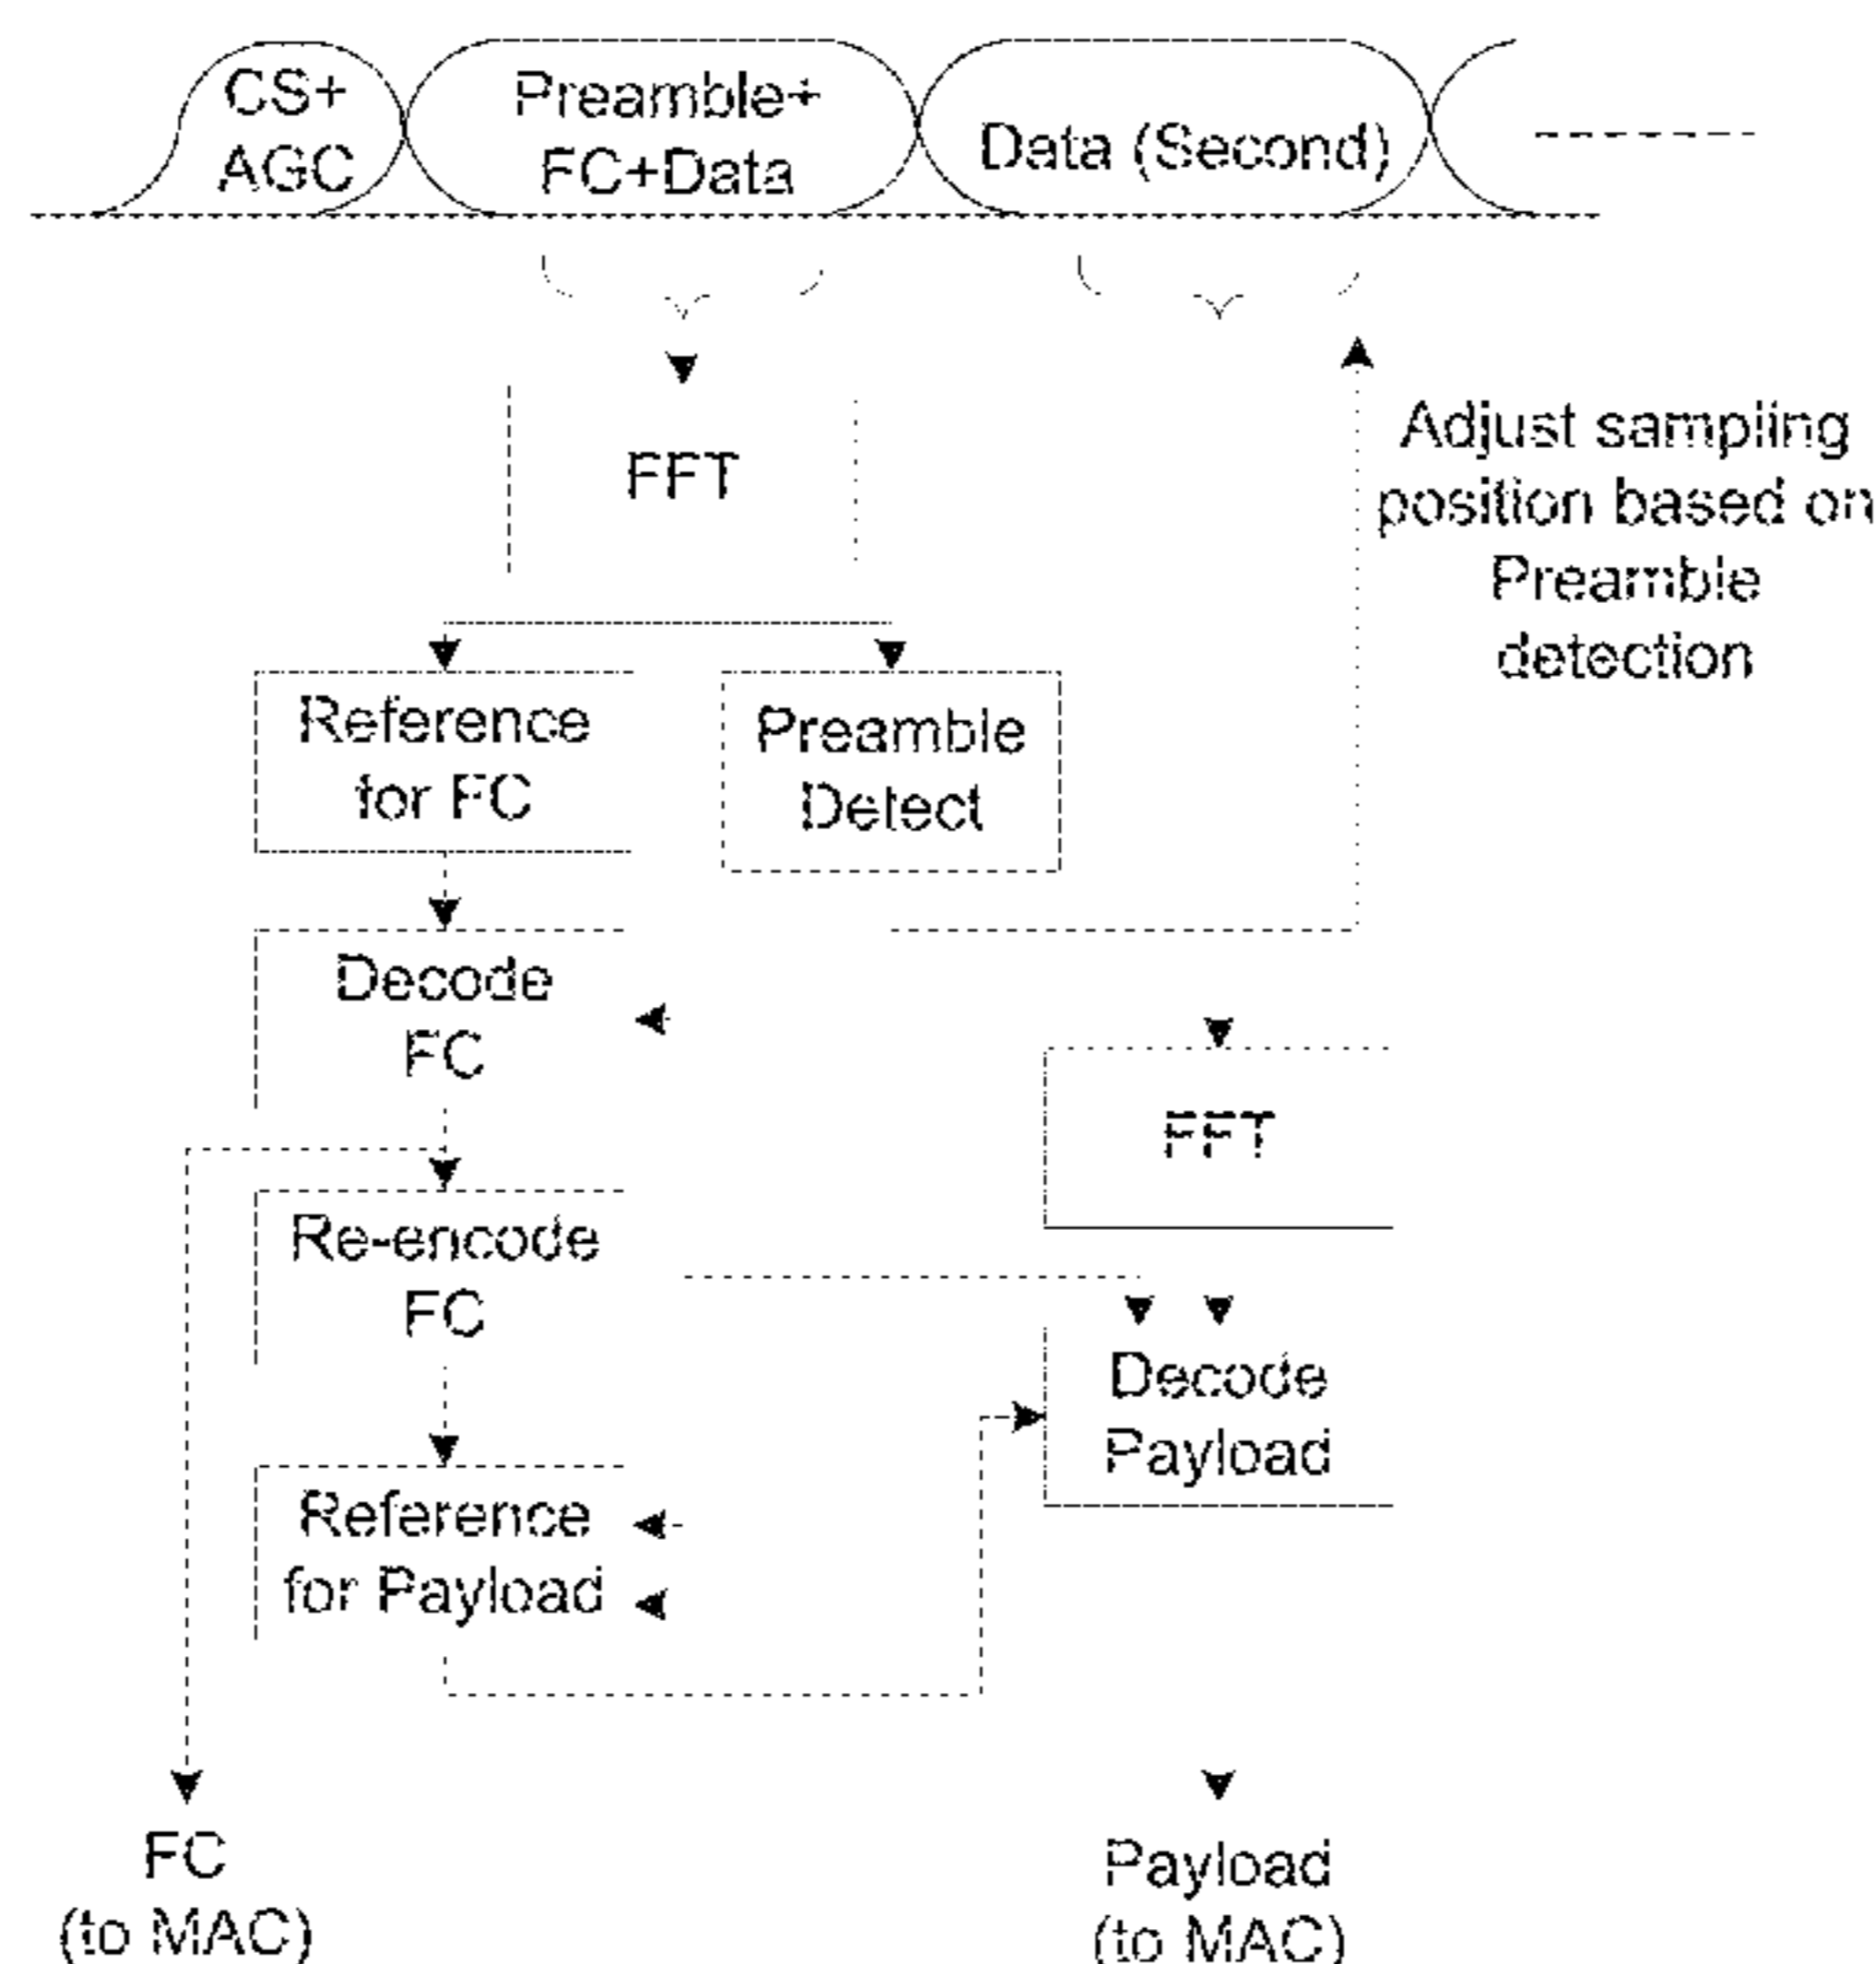 CS+
AGC
Preamble+
FC+Data
Data (Second)
FFT
Adjust sampling
position based on
Preamble
detection
Reference
for FC
Preamble
Detect
Decode
FC
FFT
Re-encode
FC
Decode
Payload
Reference
for Payload
FC
(to MAC)
Payload
(to MAC)